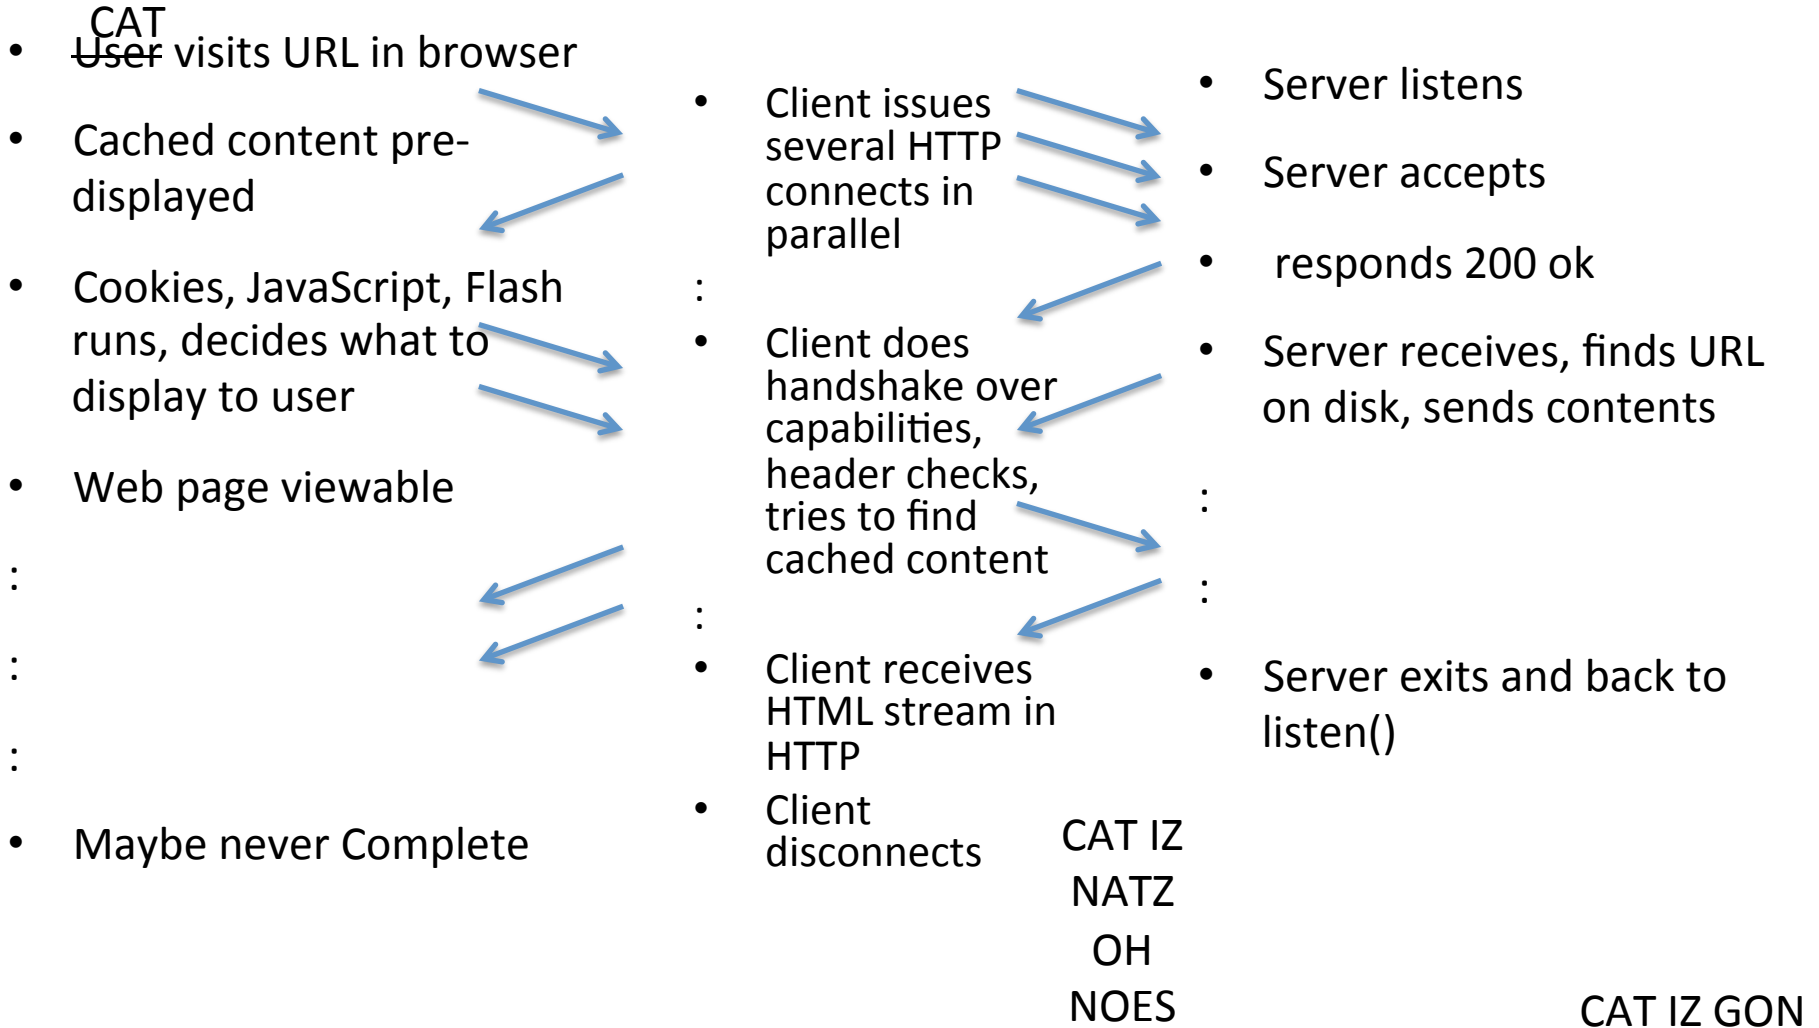 CAT
• User visits URL in browser
• Cached content pre-
displayed
• Cookies, JavaScript, Flash
runs, decides what to
display to user
• Web page viewable
:
:
:
• Maybe never Complete
• Client issues
several HTTP
connects in
parallel
:
• Client does
handshake over
capabilities,
header checks,
tries to find
cached content
:
• Client receives
HTML stream in
HTTP
• Client
disconnects
• Server listens
• Server accepts
• responds 200 ok
• Server receives, finds URL
on disk, sends contents
:
:
• Server exits and back to
listen()
CAT IZ
NATZ
OH
NOES
CAT IZ GON